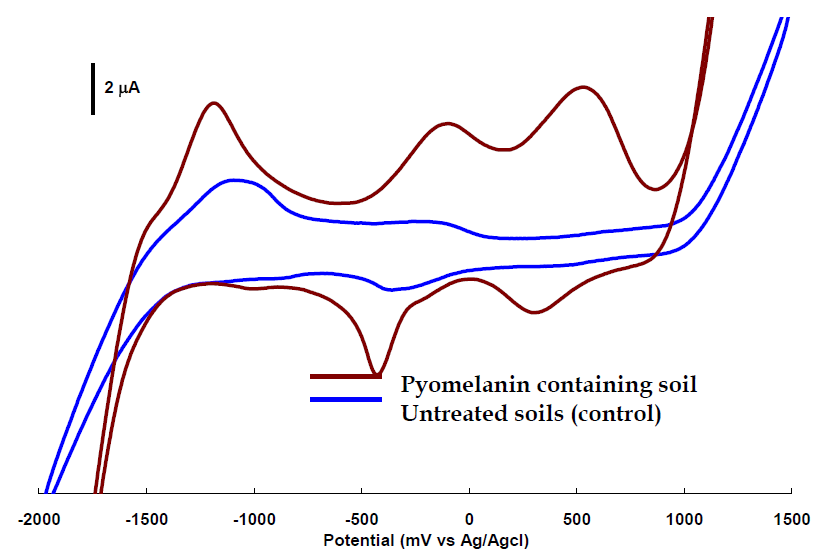 2 μA
Pyomelanin containing soil
Untreated soils (control)
-2000 -1500 -1000 -500 0 500 1000 1500
Potential (mV vs Ag/Agcl)